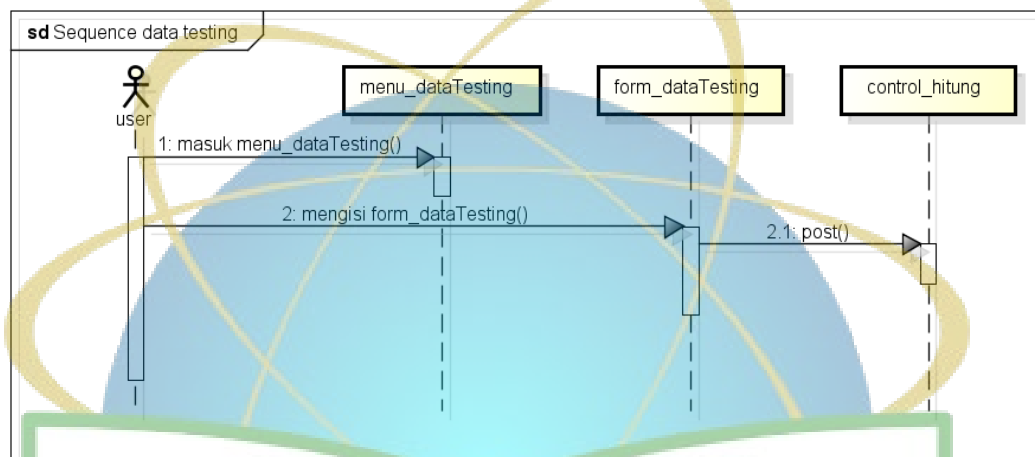 sd Sequence data testing
user
menu_dataTesting
form_dataTesting
control_hitung
1: masuk menu_dataTesting()
2: mengisi form_dataTesting()
2.1: post()